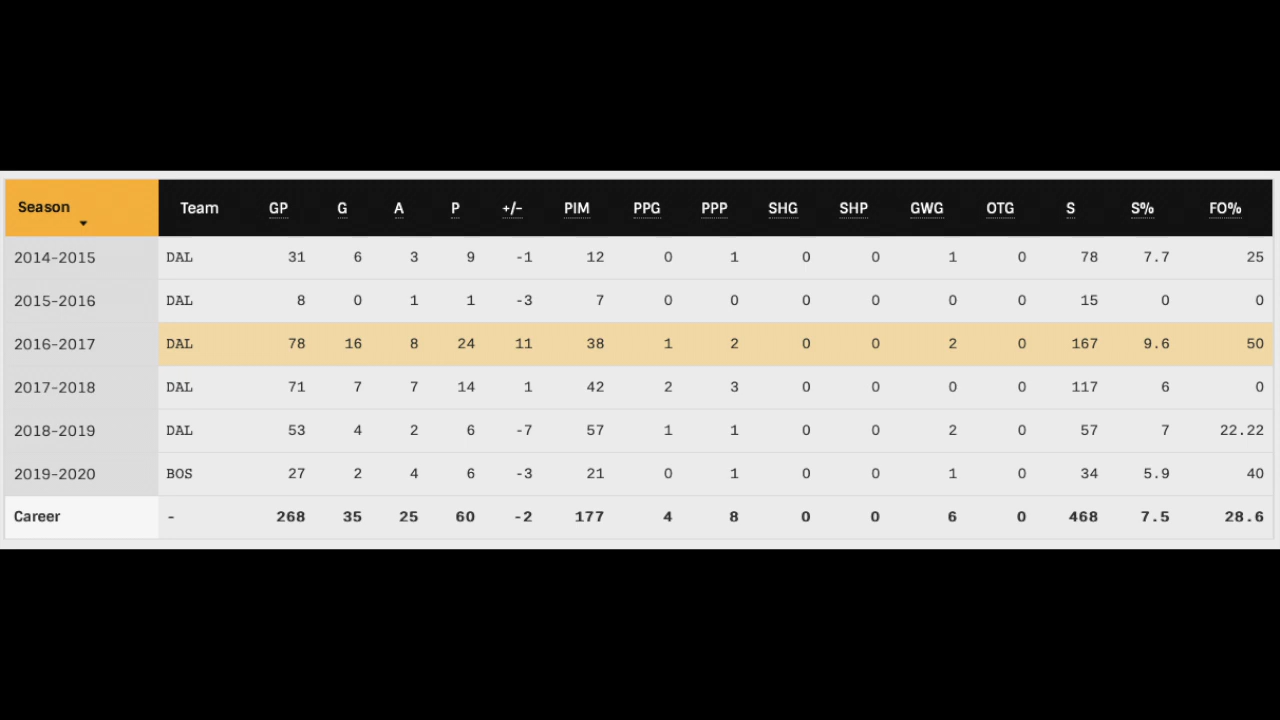 Season Team GP G A P +/- PIM PPG PPP SHG SHP GWG OTG S S% FO%
2014-2015 DAL 31 6 3 9 -1 12 0 1 0 0 1 0 78 7.7 25
2015-2016 DAL 8 0 1 1 -3 7 0 0 0 0 0 0 15 0 0
2016-2017 DAL 78 16 8 24 11 38 1 2 0 0 2 0 167 9.6 50
2017-2018 DAL 71 7 7 14 1 42 2 3 0 0 0 0 117 6 0
2018-2019 DAL 53 4 2 6 -7 57 1 1 0 0 2 0 57 7 22.22
2019-2020 BOS 27 2 4 6 -3 21 0 1 0 0 1 0 34 5.9 40
Career - 268 35 25 60 -2 177 4 8 0 0 6 0 468 7.5 28.6